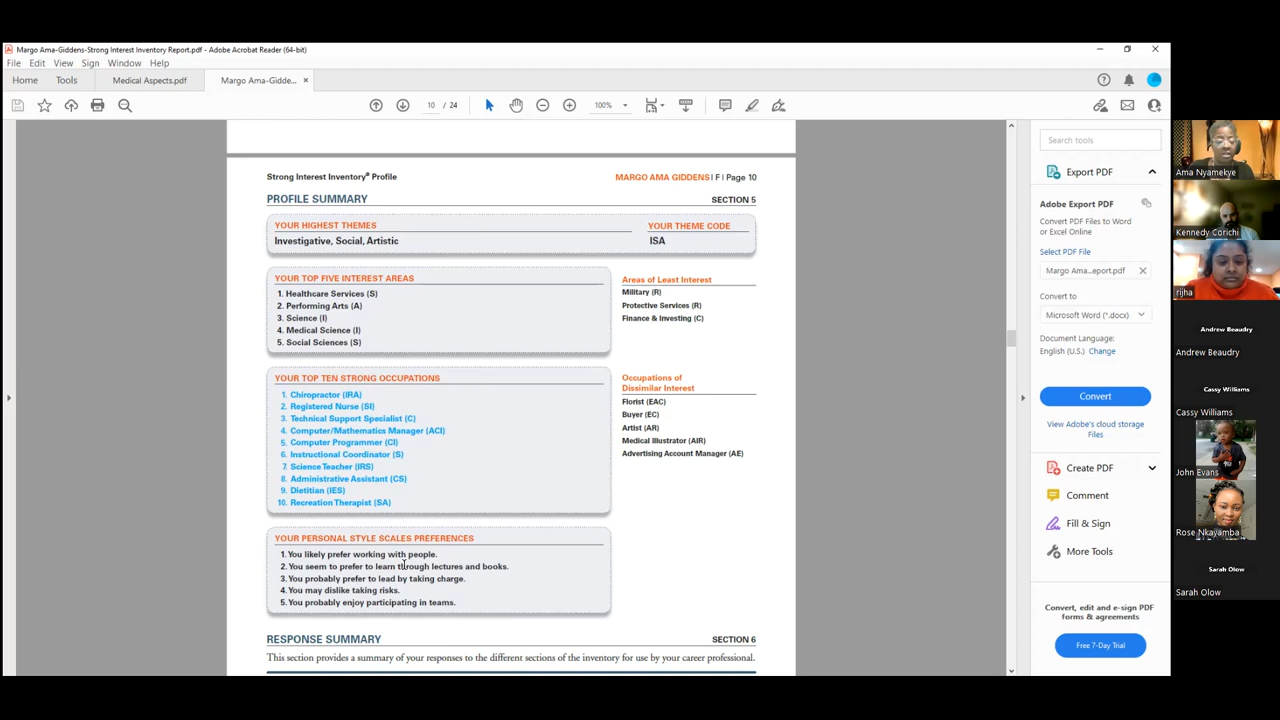 Margo Ama-Giddens-Strong Interest Inventory Report.pdf - Adobe Acrobat Reader (64-bit)
File Edit View Sign Window Help
Home Tools Medical Aspects.pdf Margo Ama-Gidde... ×
10 / 24 100%
Strong Interest Inventory® Profile MARGO AMA GIDDENS I F I Page 10
PROFILE SUMMARY SECTION 5
YOUR HIGHEST THEMES YOUR THEME CODE
Investigative, Social, Artistic ISA
YOUR TOP FIVE INTEREST AREAS
1. Healthcare Services (S)
2. Performing Arts (A)
3. Science (I)
4. Medical Science (I)
5. Social Sciences (S)
Areas of Least Interest
Military (R)
Protective Services (R)
Finance & Investing (C)
YOUR TOP TEN STRONG OCCUPATIONS
1. Chiropractor (IRA)
2. Registered Nurse (SI)
3. Technical Support Specialist (C)
4. Computer/Mathematics Manager (ACI)
5. Computer Programmer (CI)
6. Instructional Coordinator (S)
7. Science Teacher (IRS)
8. Administrative Assistant (CS)
9. Dietitian (IES)
10. Recreation Therapist (SA)
Occupations of
Dissimilar Interest
Florist (EAC)
Buyer (EC)
Artist (AR)
Medical Illustrator (AIR)
Advertising Account Manager (AE)
YOUR PERSONAL STYLE SCALES PREFERENCES
1. You likely prefer working with people.
2. You seem to prefer to learn through lectures and books.
3. You probably prefer to lead by taking charge.
4. You may dislike taking risks.
5. You probably enjoy participating in teams.
RESPONSE SUMMARY SECTION 6
This section provides a summary of your responses to the different sections of the inventory for use by your career professional.
Search tools
Export PDF
Adobe Export PDF
Convert PDF Files to Word
or Excel Online
Select PDF File
Margo Ama...eport.pdf
Convert to
Microsoft Word (*.docx)
Document Language:
English (U.S.) Change
Convert
View Adobe's cloud storage
Files
Create PDF
Comment
Fill & Sign
More Tools
Convert, edit and e-sign PDF
forms & agreements
Free 7-Day Trial
Ama Nyamekye
Kennedy Corichi
rijha
Andrew Beaudry
Andrew Beaudry
Cassy Williams
Cassy Williams
John Evans
Rose Nkayamba
Sarah Olow
Sarah Olow